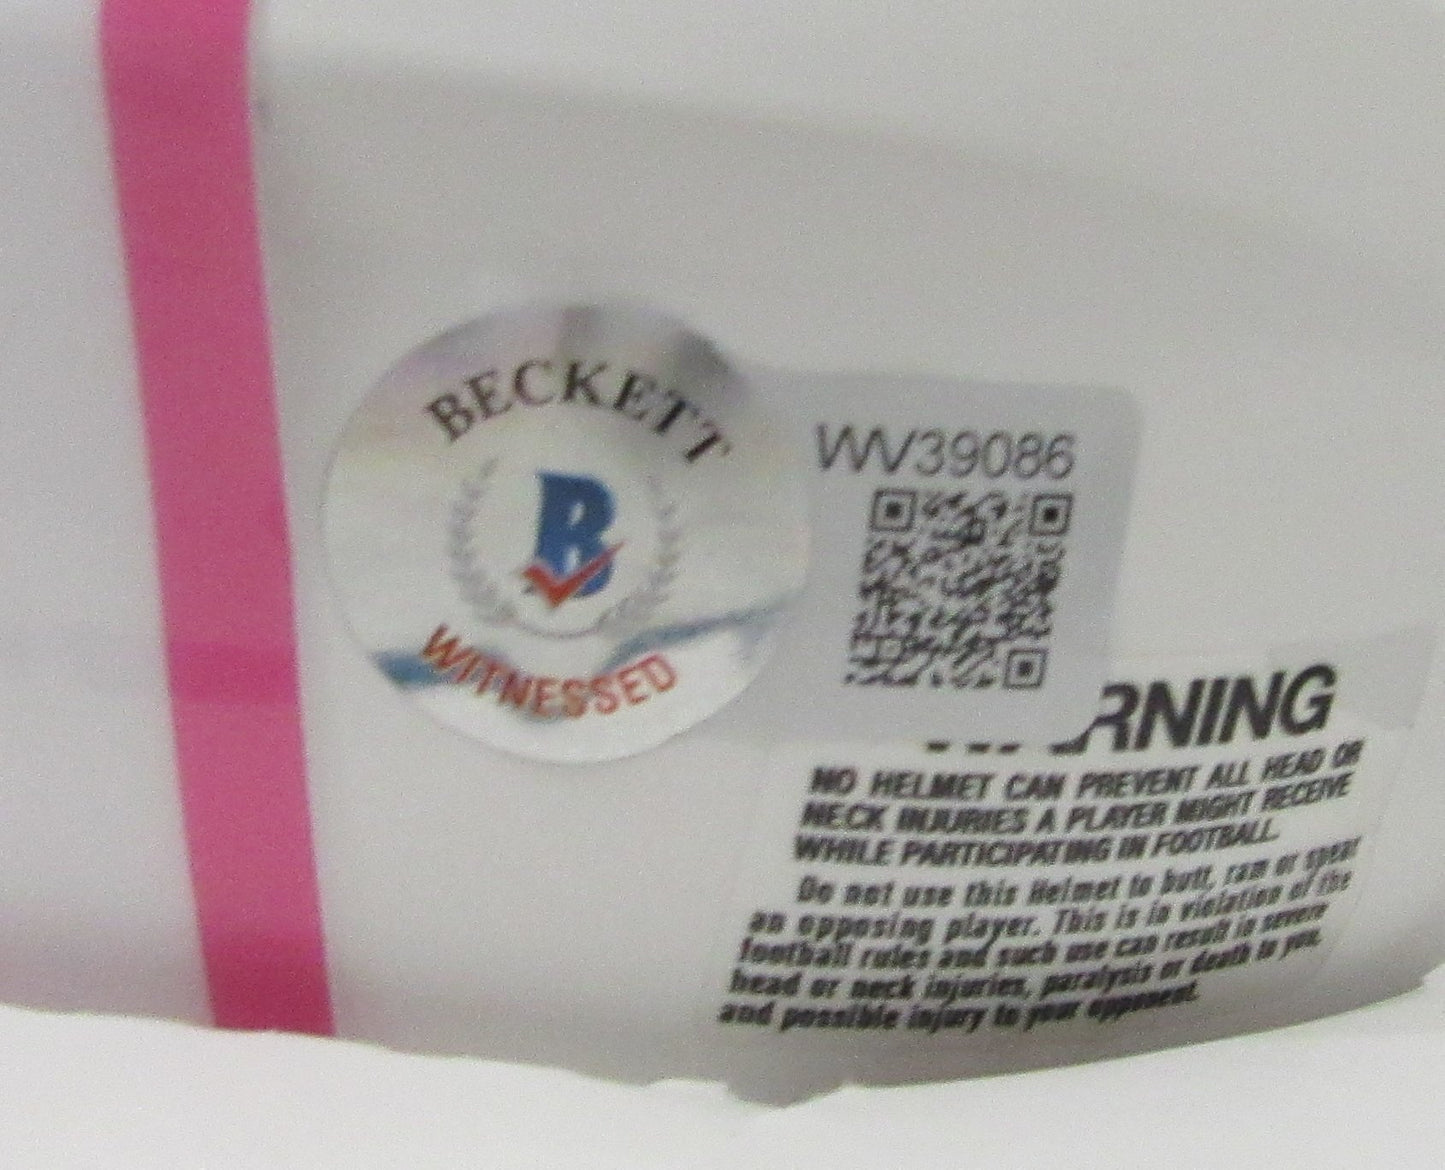 BECKETT
B
WITNESSED
WV39086
RNING
NO HELMET CAN PREVENT ALL HEAD OR
NECK INJURIES A PLAYER MIGHT RECEIVE
WHILE PARTICIPATING IN FOOTBALL.
Do not use this Helmet to butt, ram or spear
an opposing player. This is in violation of the
football rules and such use can result in severe
head or neck injuries, paralysis or death to you,
and possible injury to your opponent.